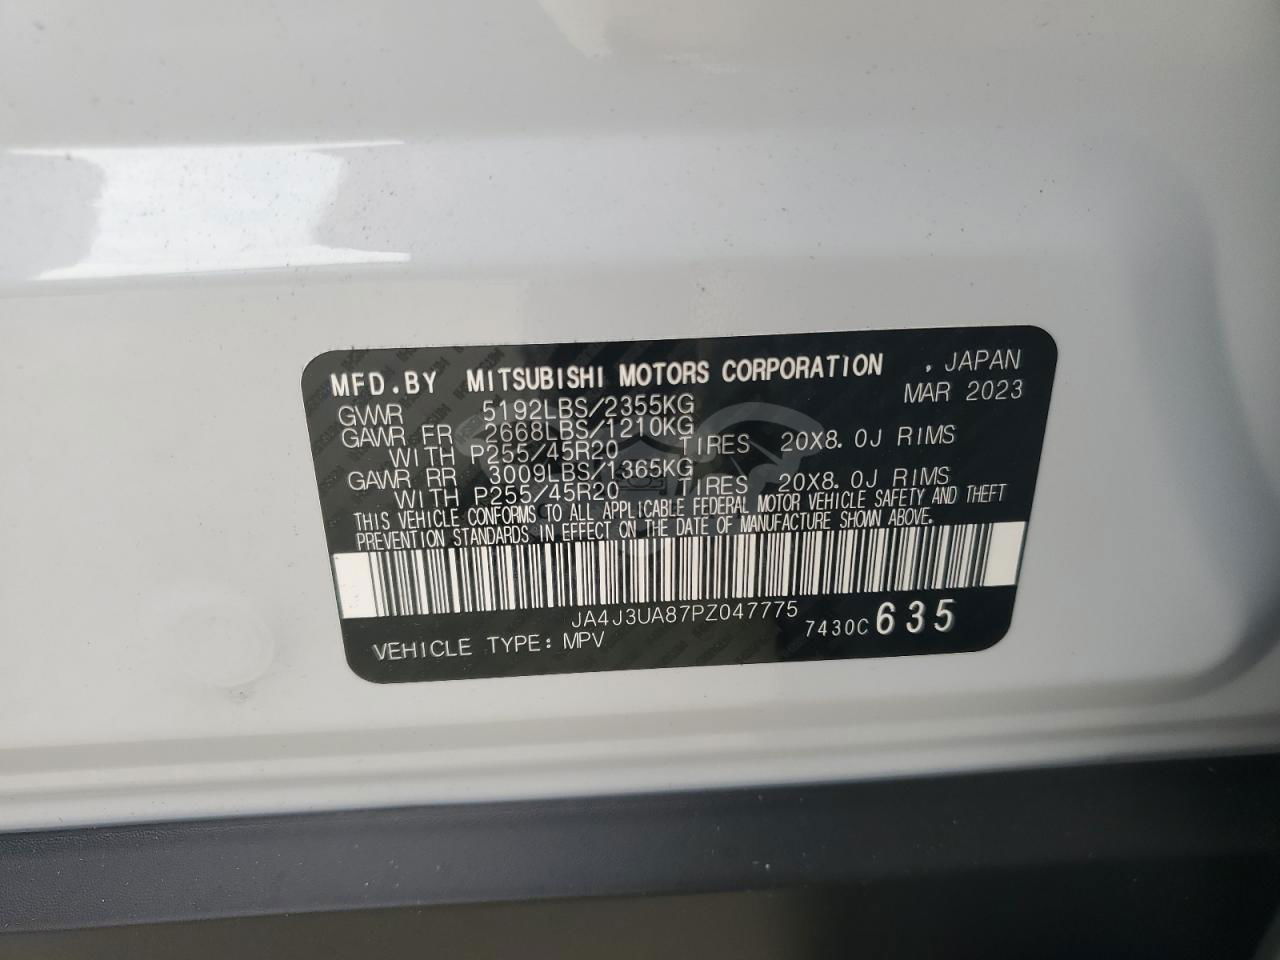 MFD.BY MITSUBISHI MOTORS CORPORATION , JAPAN
GVWR 5192LBS/2355KG MAR 2023
GAWR FR 2668LBS/1210KG
WITH P255/45R20 TIRES 20X8.0J RIMS
GAWR RR 3009LBS/1365KG
WITH P255/45R20 TIRES 20X8.0J RIMS
THIS VEHICLE CONFORMS TO ALL APPLICABLE FEDERAL MOTOR VEHICLE SAFETY AND THEFT
PREVENTION STANDARDS IN EFFECT ON THE DATE OF MANUFACTURE SHOWN ABOVE.
JA4J3UA87PZ047775
VEHICLE TYPE: MPV 7430C 635